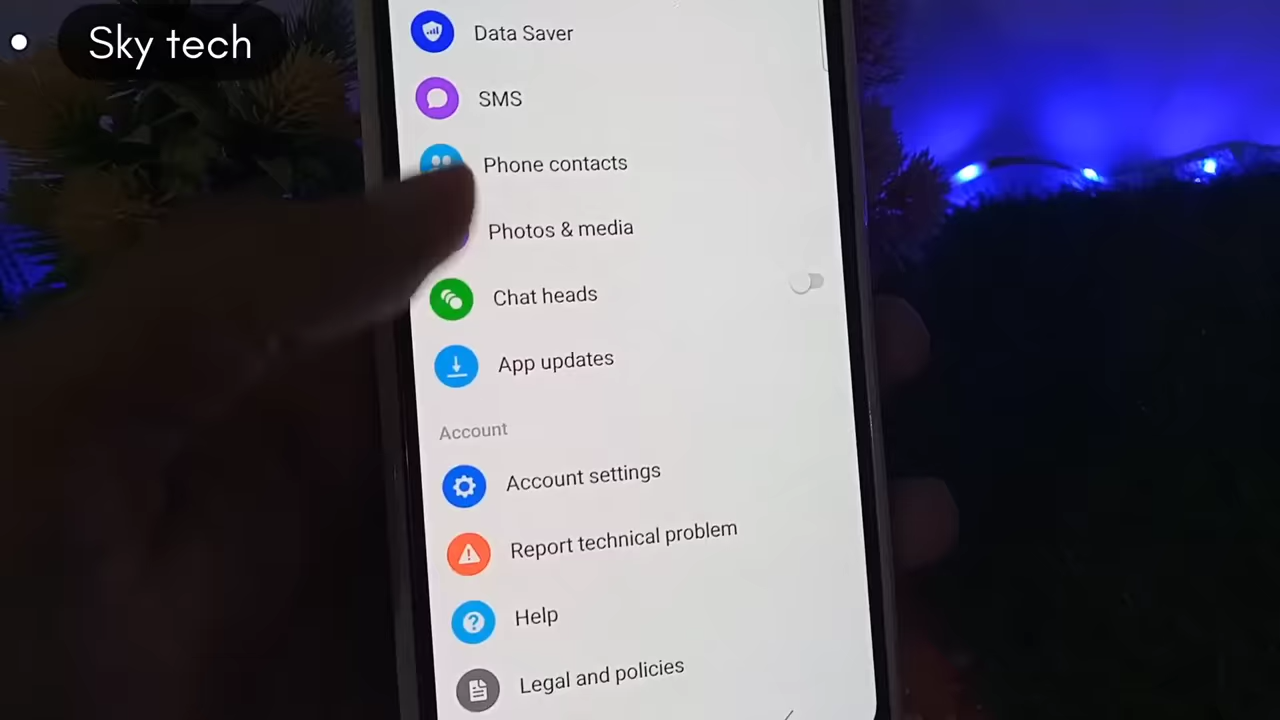 Sky tech
Data Saver
SMS
Phone contacts
Photos & media
Chat heads
App updates
Account
Account settings
Report technical problem
Help
Legal and policies